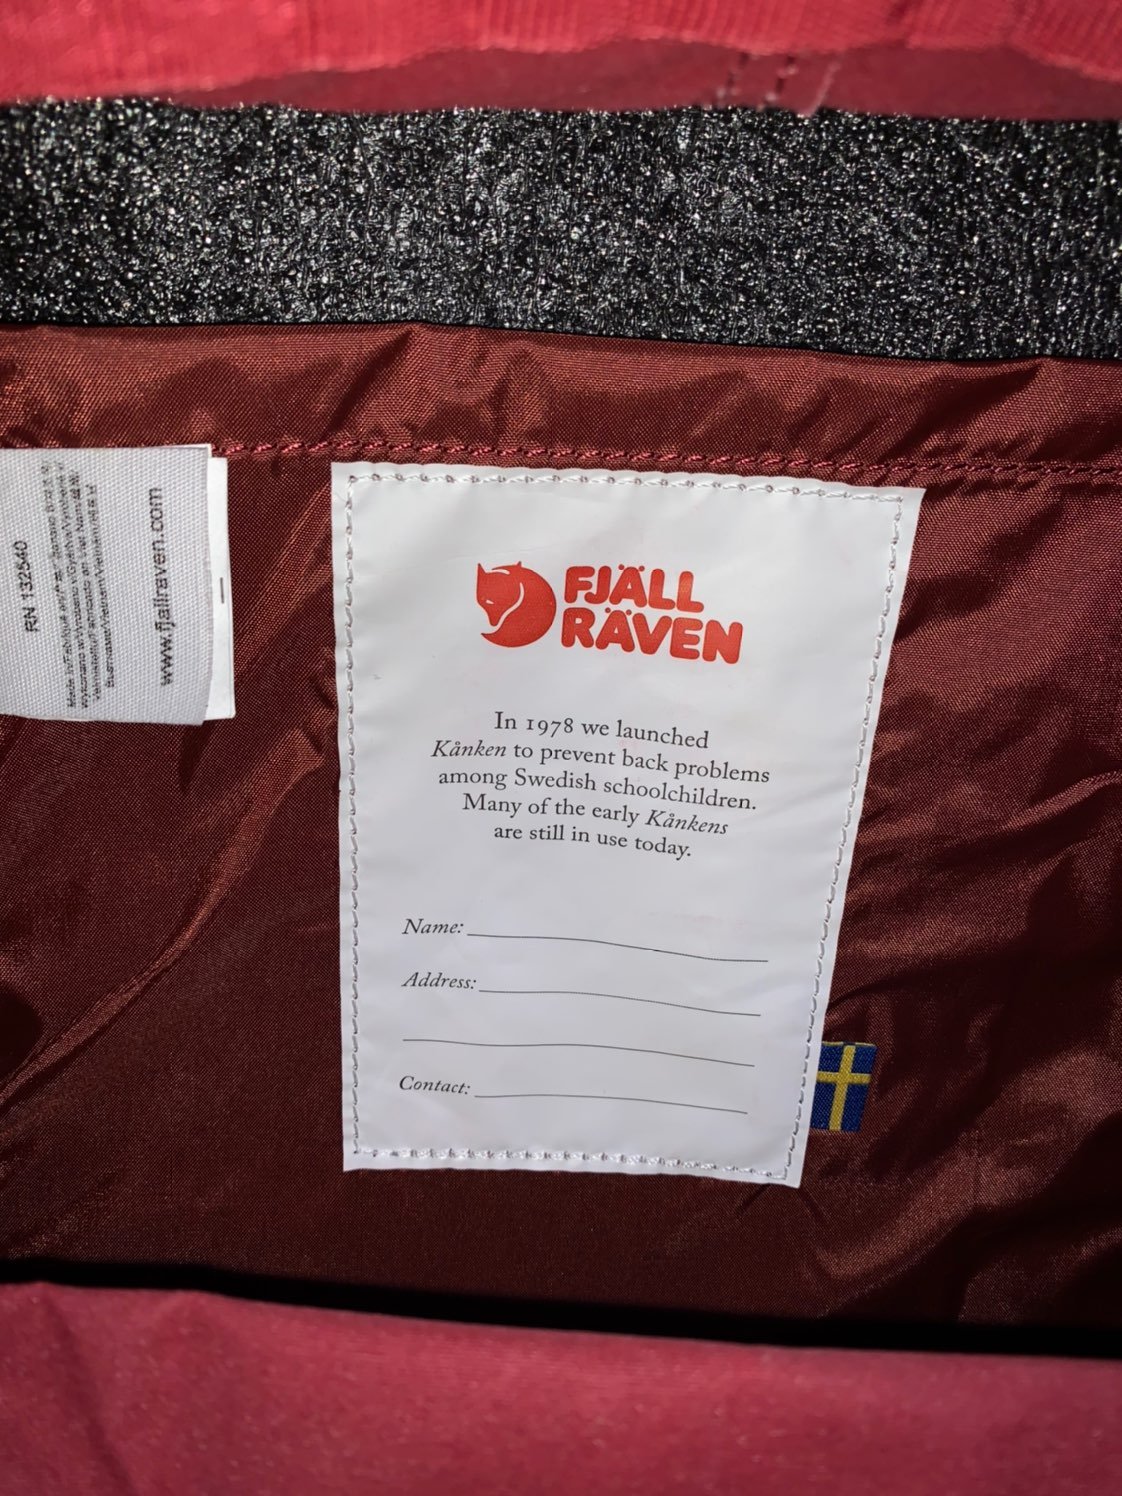 RN 132540
www.fjallraven.com
FJÄLL
RÄVEN
In 1978 we launched
Kånken to prevent back problems
among Swedish schoolchildren.
Many of the early Kånkens
are still in use today.
Name:
Address:
Contact: